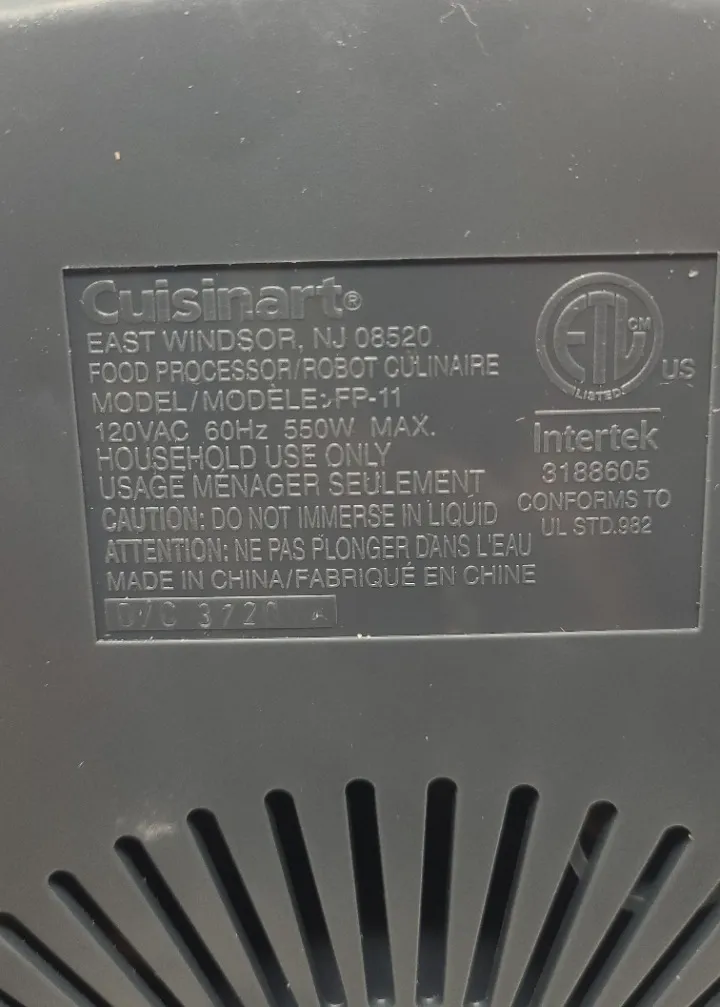 Cuisinart®
EAST WINDSOR, NJ 08520
FOOD PROCESSOR/ROBOT CULINAIRE
MODEL/MODÈLE: FP-11
120VAC 60Hz 550W MAX.
HOUSEHOLD USE ONLY
USAGE MÉNAGER SEULEMENT
CAUTION: DO NOT IMMERSE IN LIQUID
ATTENTION: NE PAS PLONGER DANS L'EAU
MADE IN CHINA/FABRIQUÉ EN CHINE
A
ETL CM
LISTED
US
Intertek
3188605
CONFORMS TO
UL STD.982